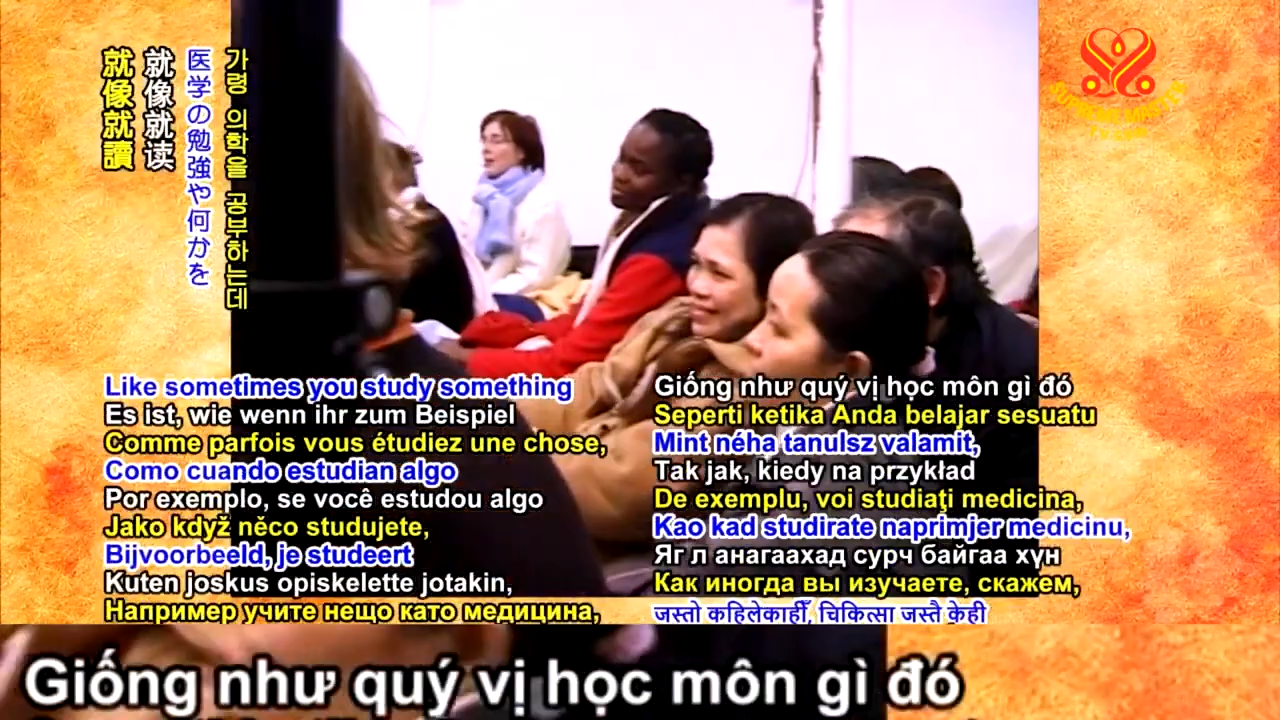 就像就讀
就像就读
医学の勉強や何かを
가령 의학을 공부하는데
SUPREME MASTER
TV.COM
Like sometimes you study something
Es ist, wie wenn ihr zum Beispiel
Comme parfois vous étudiez une chose,
Como cuando estudian algo
Por exemplo, se você estudou algo
Jako když něco studujete,
Bijvoorbeeld, je studeert
Kuten joskus opiskelette jotakin,
Например учите нещо като медицина,
Giống như quý vị học môn gì đó
Seperti ketika Anda belajar sesuatu
Mint néha tanulsz valamit,
Tak jak, kiedy na przykład
De exemplu, voi studiaţi medicina,
Kao kad studirate naprimjer medicinu,
Яг л анагаахад сурч байгаа хүн
Как иногда вы изучаете, скажем,
जस्तो कहिलेकाहीँ, चिकित्सा जस्तै केही
Giống như quý vị học môn gì đó